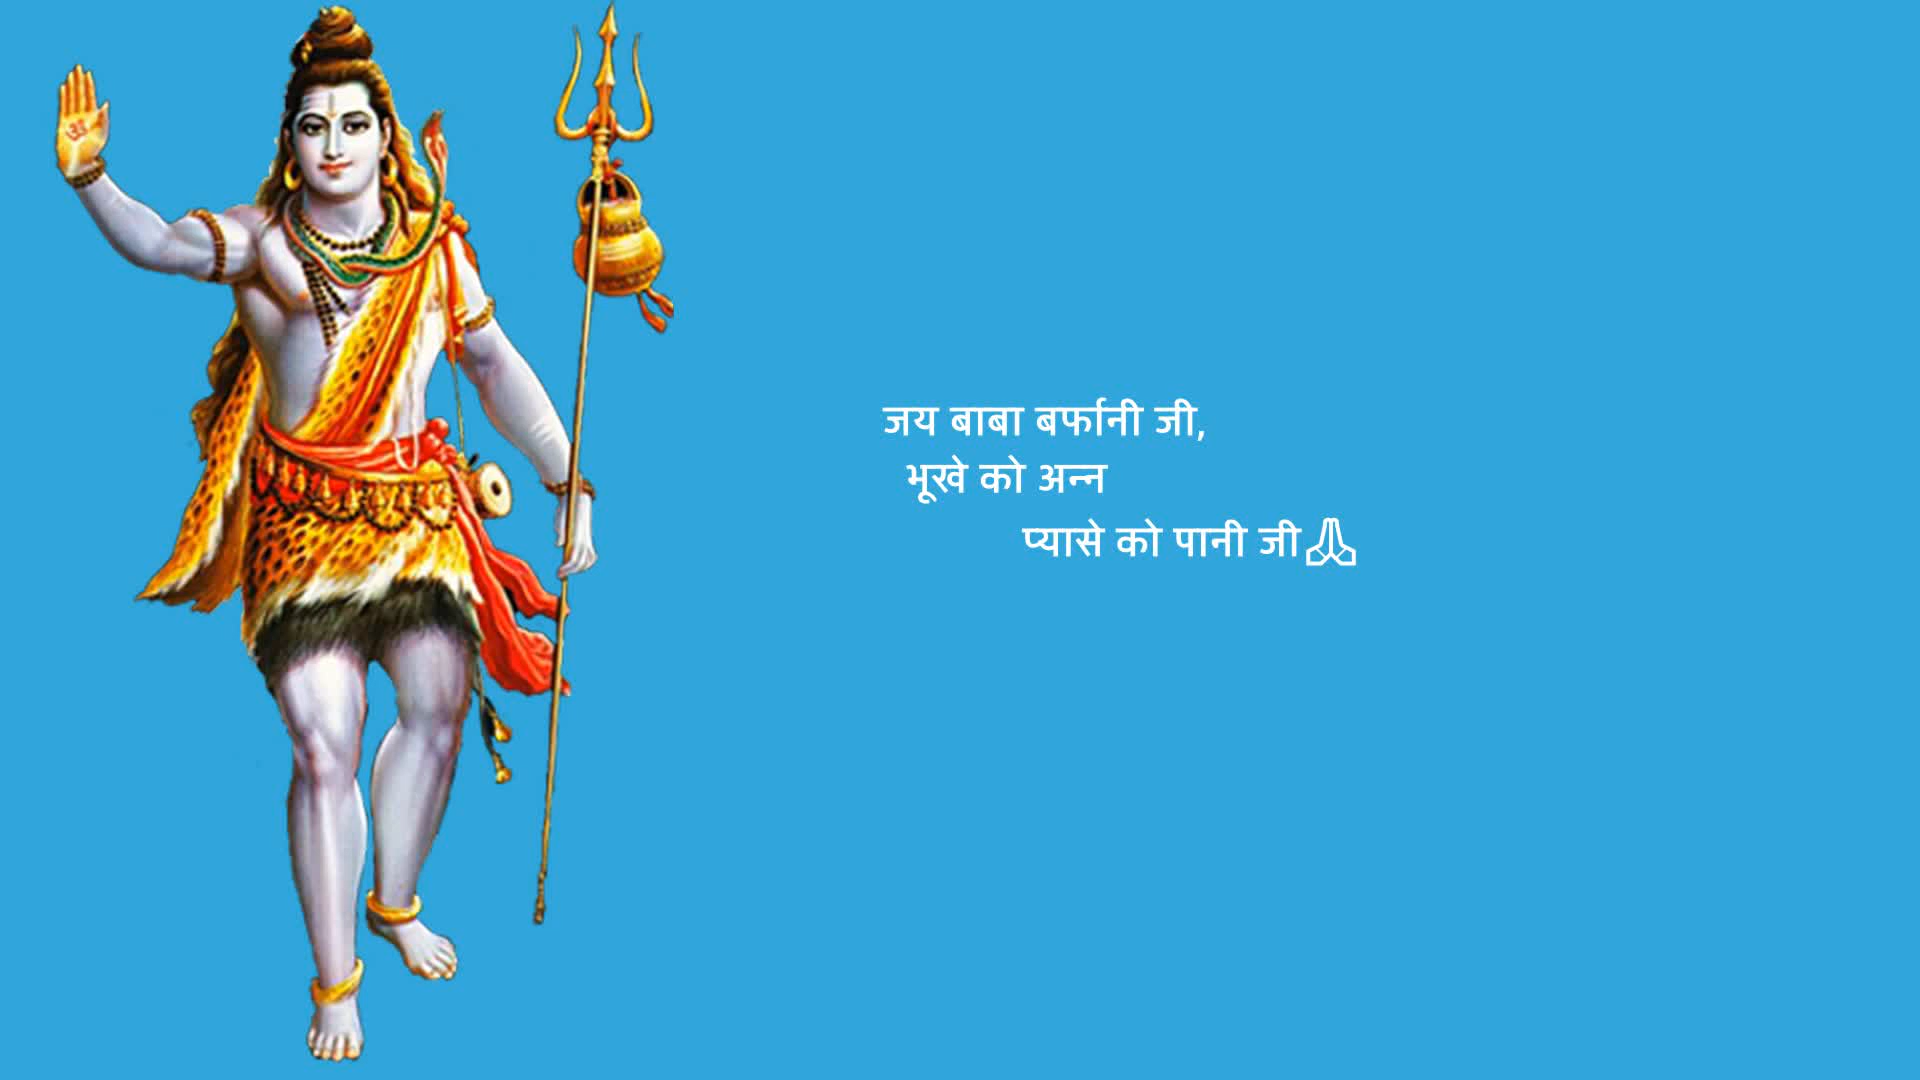 ॐ
जय बाबा बर्फानी जी,
भूखे को अन्न
प्यासे को पानी जी🙏